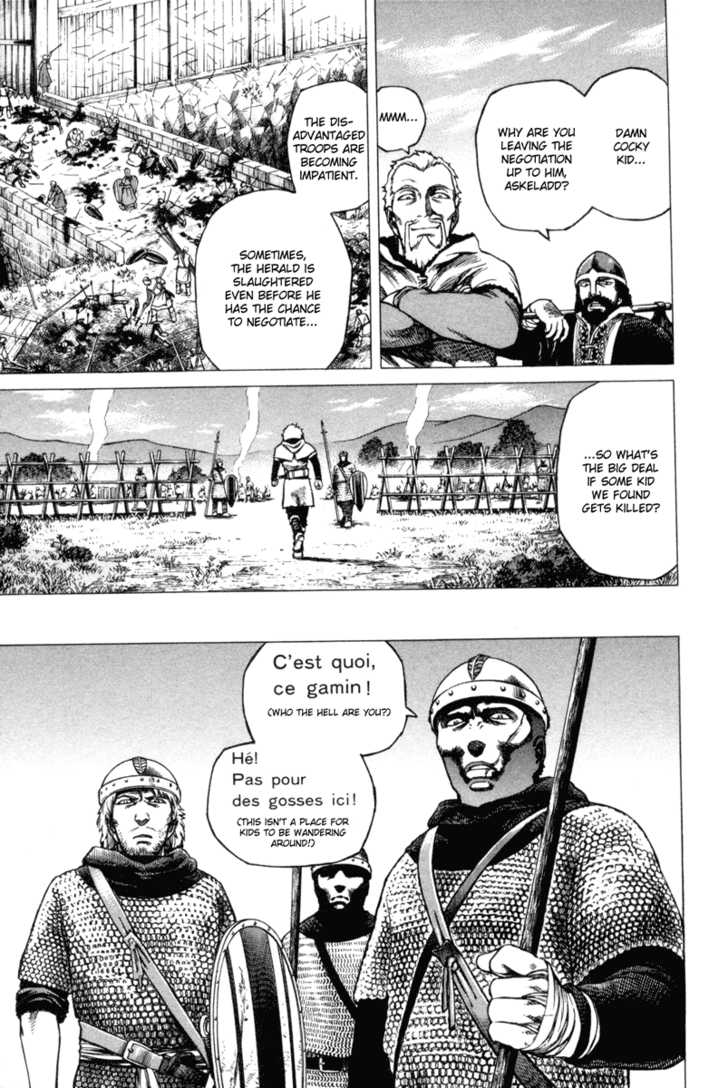 DAMN
COCKY
KID...
WHY ARE YOU
LEAVING THE
NEGOTIATION
UP TO HIM,
ASKELADD?
MMM...
THE DIS-
ADVANTAGED
TROOPS ARE
BECOMING
IMPATIENT.
SOMETIMES,
THE HERALD IS
SLAUGHTERED
EVEN BEFORE HE
HAS THE CHANCE
TO NEGOTIATE...
...SO WHAT'S
THE BIG DEAL
IF SOME KID
WE FOUND
GETS KILLED?
C'est quoi,
ce gamin!
(WHO THE HELL ARE YOU?)
Hé!
Pas pour
des gosses ici!
(THIS ISN'T A PLACE FOR
KIDS TO BE WANDERING
AROUND!)